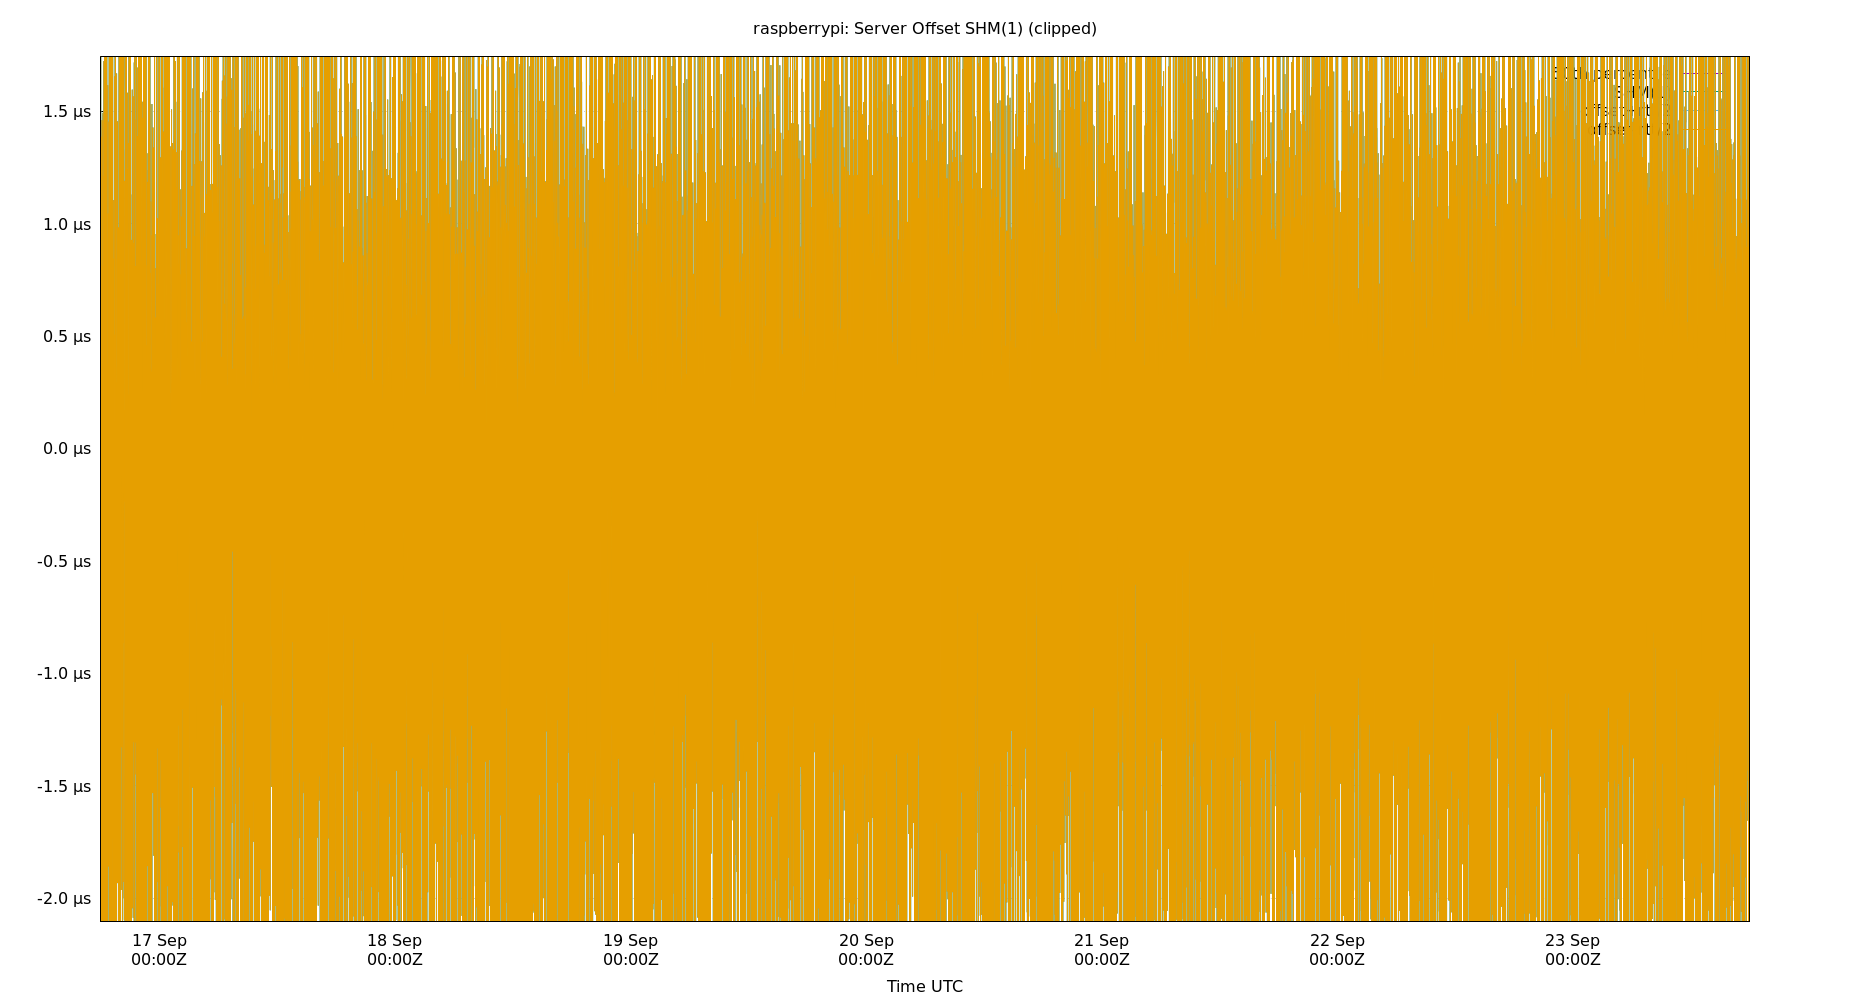 raspberrypi: Server Offset SHM(1) (clipped)
1.5 µs
1.0 µs
0.5 µs
0.0 µs
-0.5 µs
-1.0 µs
-1.5 µs
-2.0 µs
17 Sep 18 Sep 19 Sep 20 Sep 21 Sep 22 Sep 23 Sep
00:00Z 00:00Z 00:00Z 00:00Z 00:00Z 00:00Z 00:00Z
Time UTC